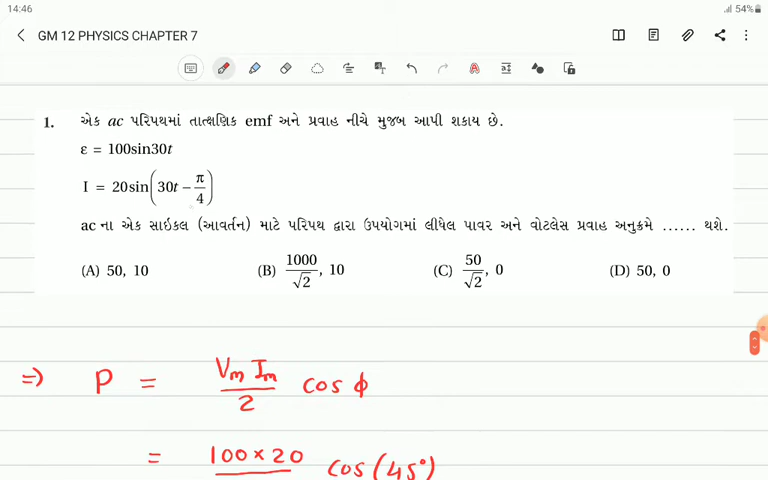 14:46
54%
GM 12 PHYSICS CHAPTER 7
1. એક ac પરિપથમાં તાત્ક્ષણિક emf અને પ્રવાહ નીચે મુજબ આપી શકાય છે.
ε = 100sin30t
I = 20sin(30t − π/4)
ac ના એક સાઇકલ (આવર્તન) માટે પરિપથ દ્વારા ઉપયોગમાં લીધેલ પાવર અને વોટલેસ પ્રવાહ અનુક્રમે ...... થશે.
(A) 50, 10 (B) 1000/√2, 10 (C) 50/√2, 0 (D) 50, 0
⇒ P = Vm Im/2 cos ϕ
= 100 × 20 cos (45°)